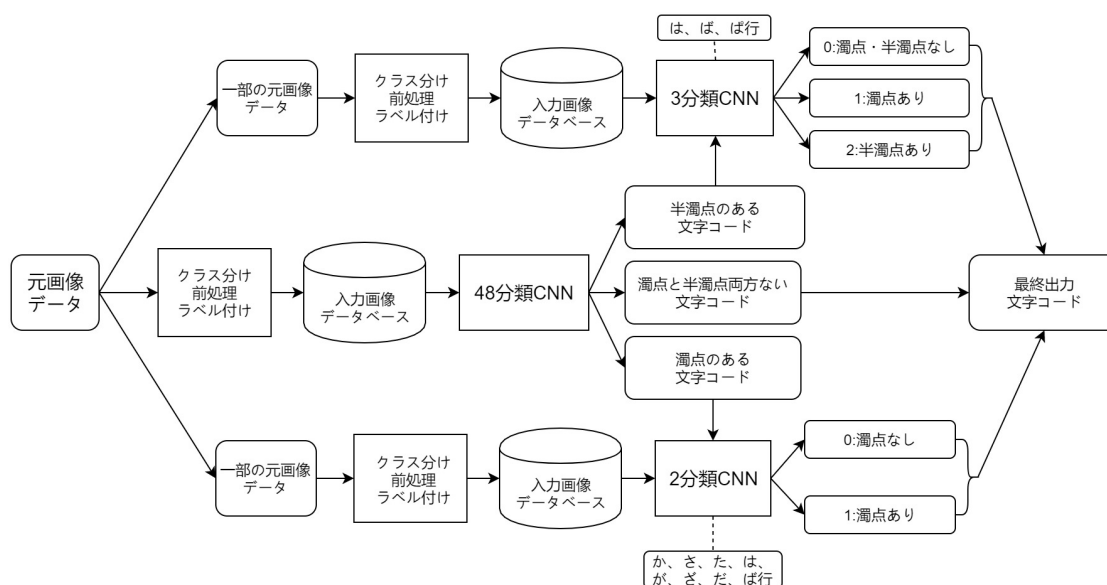 は、ば、ぱ行
一部の元画像
データ
クラス分け
前処理
ラベル付け
入力画像
データベース
3分類CNN
0:濁点・半濁点なし
1:濁点あり
2:半濁点あり
半濁点のある
文字コード
元画像
データ
クラス分け
前処理
ラベル付け
入力画像
データベース
48分類CNN
濁点と半濁点両方ない
文字コード
最終出力
文字コード
濁点のある
文字コード
一部の元画像
データ
クラス分け
前処理
ラベル付け
入力画像
データベース
2分類CNN
0:濁点なし
1:濁点あり
か、さ、た、は、
が、ざ、だ、ば行